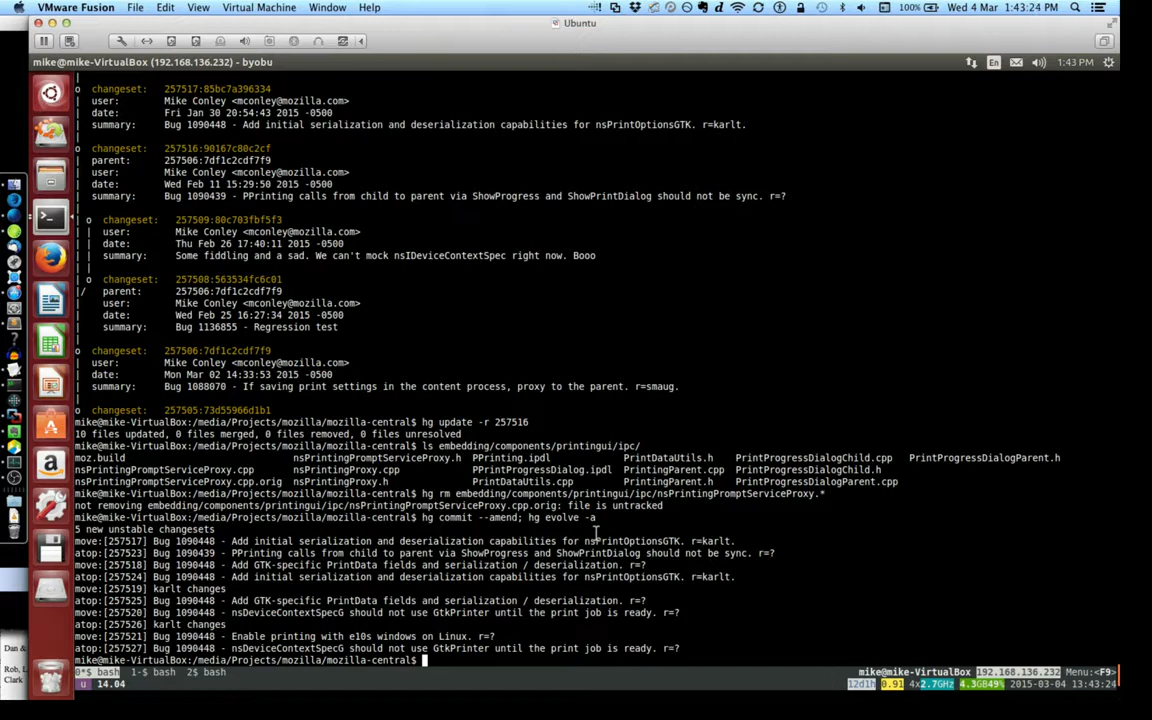 VMware Fusion File Edit View Virtual Machine Window Help 100% Wed 4 Mar 1:43:24 PM
Ubuntu
mike@mike-VirtualBox (192.168.136.232) - byobu En 1:43 PM
o changeset: 257517:85bc7a396334
| user: Mike Conley <mconley@mozilla.com>
| date: Fri Jan 30 20:54:43 2015 -0500
| summary: Bug 1090448 - Add initial serialization and deserialization capabilities for nsPrintOptionsGTK. r=karlt.
|
o changeset: 257516:90167c80c2cf
| parent: 257506:7df1c2cdf7f9
| user: Mike Conley <mconley@mozilla.com>
| date: Wed Feb 11 15:29:50 2015 -0500
| summary: Bug 1090439 - PPrinting calls from child to parent via ShowProgress and ShowPrintDialog should not be sync. r=?
|
| o changeset: 257509:80c703fbf5f3
| | user: Mike Conley <mconley@mozilla.com>
| | date: Thu Feb 26 17:40:11 2015 -0500
| | summary: Some fiddling and a sad. We can't mock nsIDeviceContextSpec right now. Booo
| |
| o changeset: 257508:563534fc6c01
|/ parent: 257506:7df1c2cdf7f9
| user: Mike Conley <mconley@mozilla.com>
| date: Wed Feb 25 16:27:34 2015 -0500
| summary: Bug 1136855 - Regression test
|
o changeset: 257506:7df1c2cdf7f9
| user: Mike Conley <mconley@mozilla.com>
| date: Mon Mar 02 14:33:53 2015 -0500
| summary: Bug 1088070 - If saving print settings in the content process, proxy to the parent. r=smaug.
|
o changeset: 257505:73d55966d1b1
mike@mike-VirtualBox:/media/Projects/mozilla/mozilla-central$ hg update -r 257516
10 files updated, 0 files merged, 0 files removed, 0 files unresolved
mike@mike-VirtualBox:/media/Projects/mozilla/mozilla-central$ ls embedding/components/printingui/ipc/
moz.build nsPrintingPromptServiceProxy.h PPrinting.ipdl PrintDataUtils.h PrintProgressDialogChild.cpp PrintProgressDialogParent.h
nsPrintingPromptServiceProxy.cpp nsPrintingProxy.cpp PPrintProgressDialog.ipdl PrintingParent.cpp PrintProgressDialogChild.h
nsPrintingPromptServiceProxy.cpp.orig nsPrintingProxy.h PrintDataUtils.cpp PrintingParent.h PrintProgressDialogParent.cpp
mike@mike-VirtualBox:/media/Projects/mozilla/mozilla-central$ hg rm embedding/components/printingui/ipc/nsPrintingPromptServiceProxy.*
not removing embedding/components/printingui/ipc/nsPrintingPromptServiceProxy.cpp.orig: file is untracked
mike@mike-VirtualBox:/media/Projects/mozilla/mozilla-central$ hg commit --amend; hg evolve -a
5 new unstable changesets
move:[257517] Bug 1090448 - Add initial serialization and deserialization capabilities for nsPrintOptionsGTK. r=karlt.
atop:[257523] Bug 1090439 - PPrinting calls from child to parent via ShowProgress and ShowPrintDialog should not be sync. r=?
move:[257518] Bug 1090448 - Add GTK-specific PrintData fields and serialization / deserialization. r=?
atop:[257524] Bug 1090448 - Add initial serialization and deserialization capabilities for nsPrintOptionsGTK. r=karlt.
move:[257519] karlt changes
atop:[257525] Bug 1090448 - Add GTK-specific PrintData fields and serialization / deserialization. r=?
move:[257520] Bug 1090448 - nsDeviceContextSpecG should not use GtkPrinter until the print job is ready. r=?
atop:[257526] karlt changes
move:[257521] Bug 1090448 - Enable printing with e10s windows on Linux. r=?
atop:[257527] Bug 1090448 - nsDeviceContextSpecG should not use GtkPrinter until the print job is ready. r=?
mike@mike-VirtualBox:/media/Projects/mozilla/mozilla-central$
0*$ bash 1-$ bash 2$ bash mike@mike-VirtualBox 192.168.136.232 Menu:<F9>
u 14.04 12d1h 0.91 4x2.7GHz 4.3GB49% 2015-03-04 13:43:24
Dan &
Rob, L
Clark